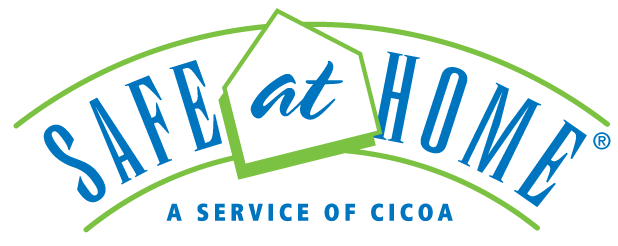 SAFE at HOME®
A SERVICE OF CICOA